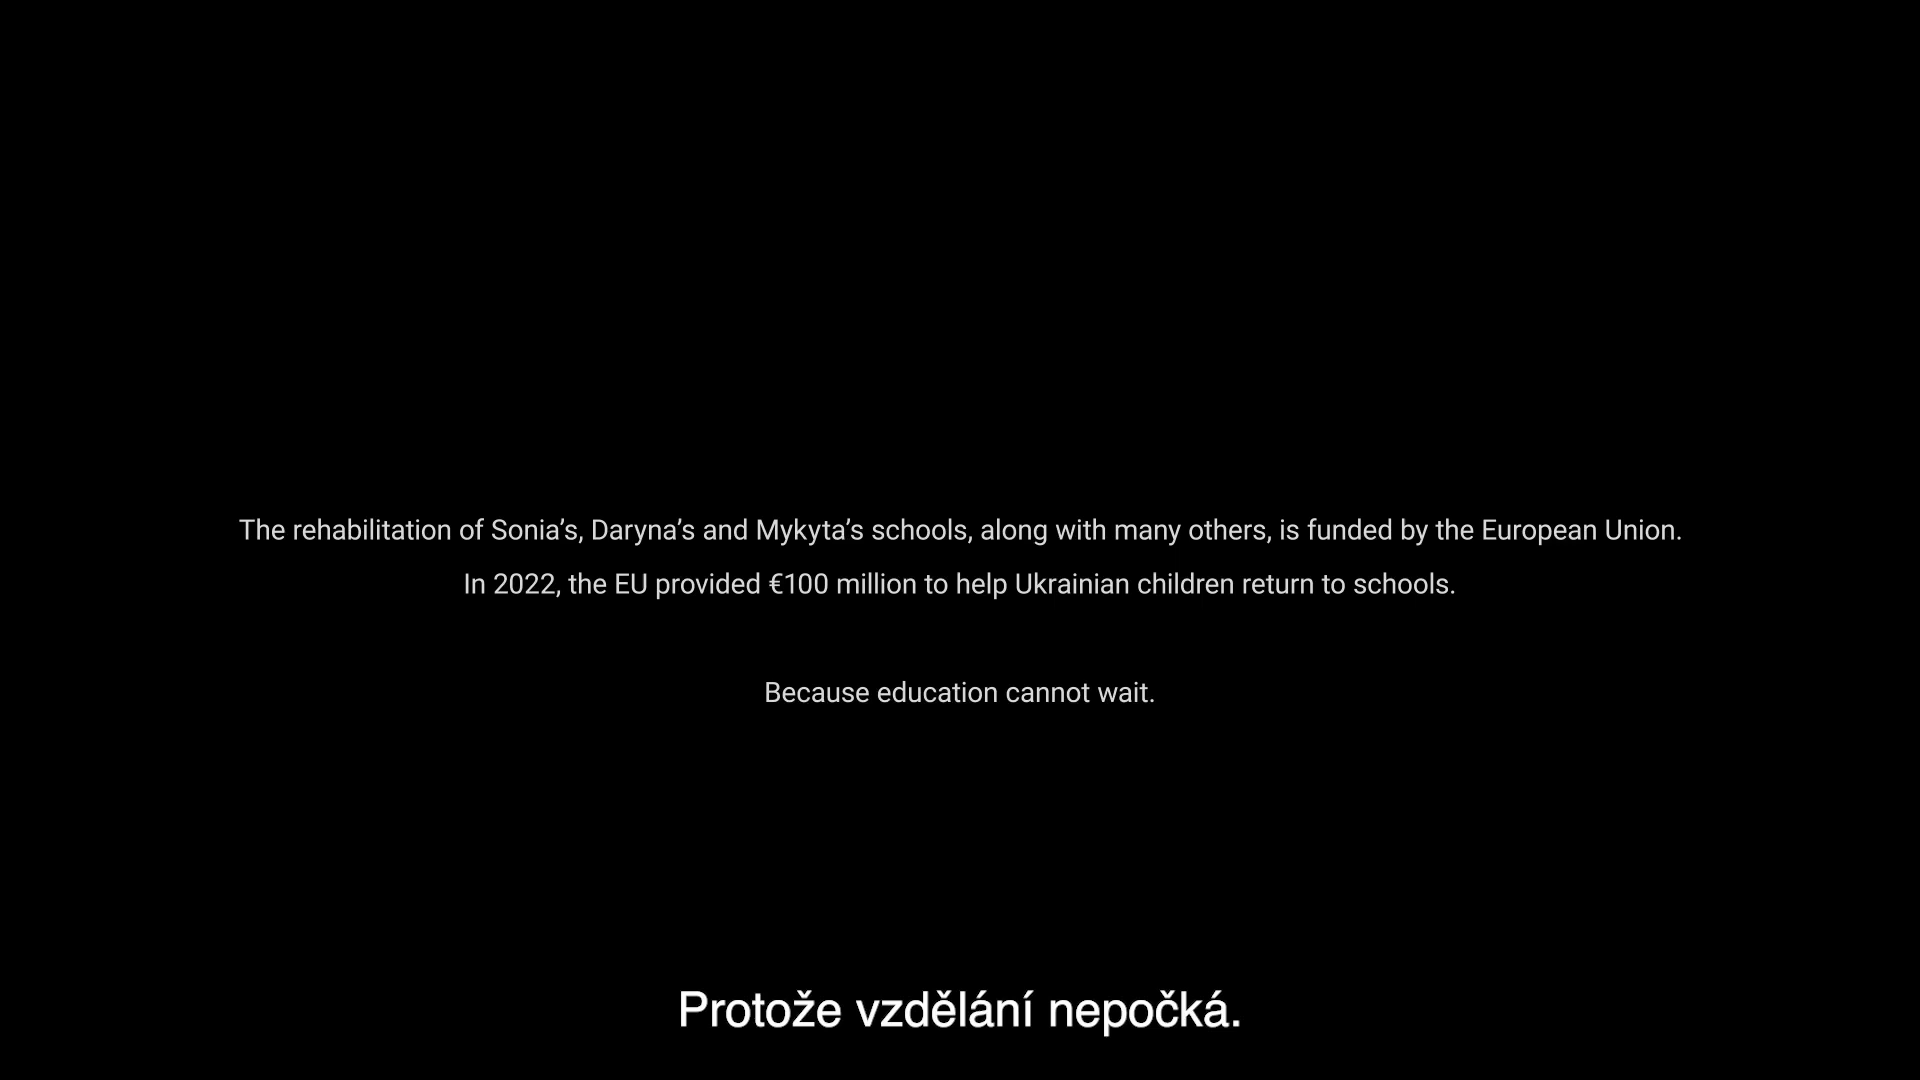 The rehabilitation of Sonia’s, Daryna’s and Mykyta’s schools, along with many others, is funded by the European Union.
In 2022, the EU provided €100 million to help Ukrainian children return to schools.
Because education cannot wait.
Protože vzdělání nepočká.